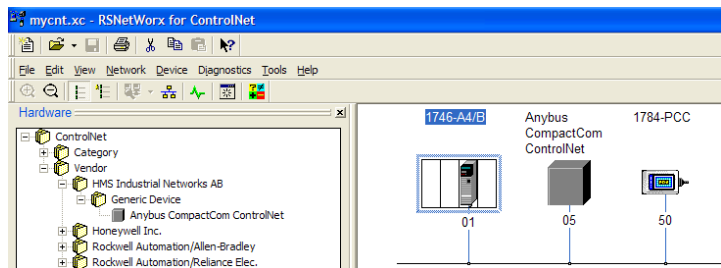 mycnt.xc - RSNetWorx for ControlNet
File Edit View Network Device Diagnostics Tools Help
Hardware
ControlNet
Category
Vendor
HMS Industrial Networks AB
Generic Device
Anybus CompactCom ControlNet
Honeywell Inc.
Rockwell Automation/Allen-Bradley
Rockwell Automation/Reliance Elec.
1746-A4/B
Anybus
CompactCom
ControlNet
1784-PCC
01
05
50